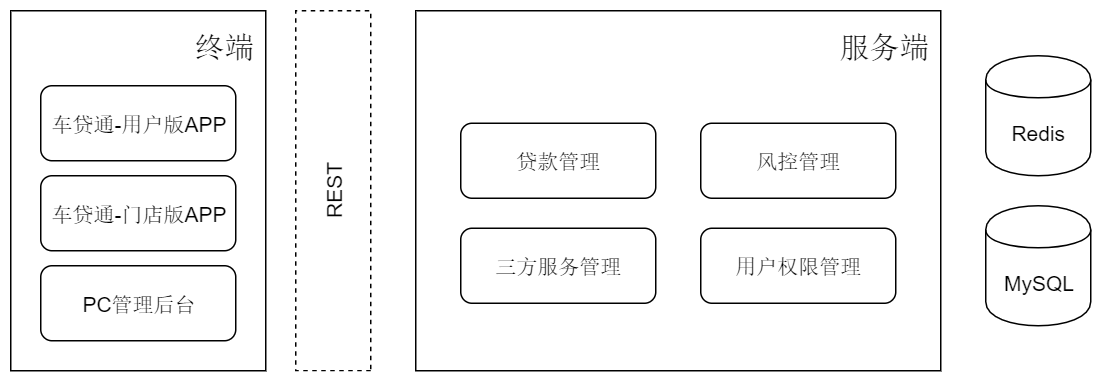 终端
车贷通-用户版APP
车贷通-门店版APP
PC管理后台
REST
服务端
贷款管理
风控管理
三方服务管理
用户权限管理
Redis
MySQL